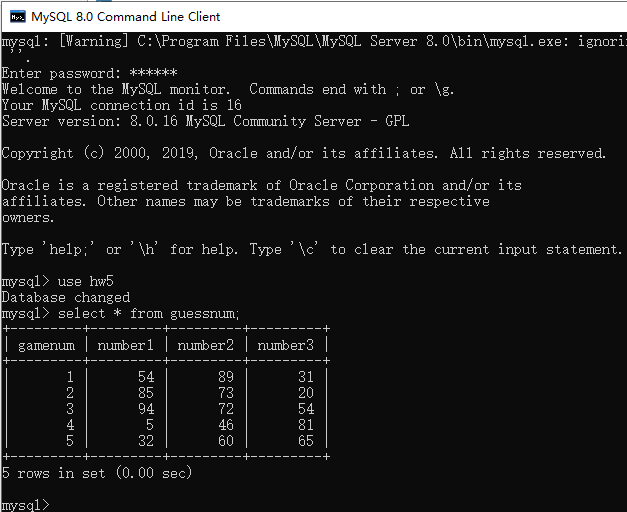 MySQL 8.0 Command Line Client
mysql: [Warning] C:\Program Files\MySQL\MySQL Server 8.0\bin\mysql.exe: ignori
''.
Enter password: ******
Welcome to the MySQL monitor.  Commands end with ; or \g.
Your MySQL connection id is 16
Server version: 8.0.16 MySQL Community Server - GPL

Copyright (c) 2000, 2019, Oracle and/or its affiliates. All rights reserved.

Oracle is a registered trademark of Oracle Corporation and/or its
affiliates. Other names may be trademarks of their respective
owners.

Type 'help;' or '\h' for help. Type '\c' to clear the current input statement.

mysql> use hw5
Database changed
mysql> select * from guessnum;
+---------+---------+---------+---------+
| gamenum | number1 | number2 | number3 |
+---------+---------+---------+---------+
|       1 |      54 |      89 |      31 |
|       2 |      85 |      73 |      20 |
|       3 |      94 |      72 |      54 |
|       4 |       5 |      46 |      81 |
|       5 |      32 |      60 |      65 |
+---------+---------+---------+---------+
5 rows in set (0.00 sec)

mysql>